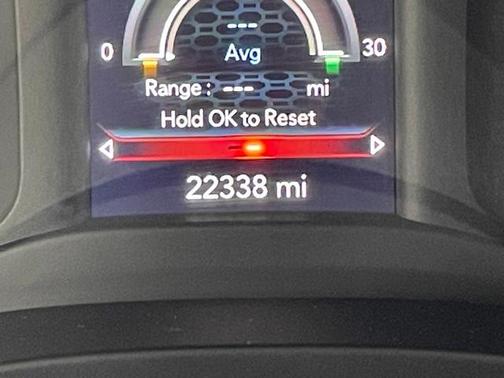 ---
0 Avg 30
Range: --- mi
Hold OK to Reset
22338 mi